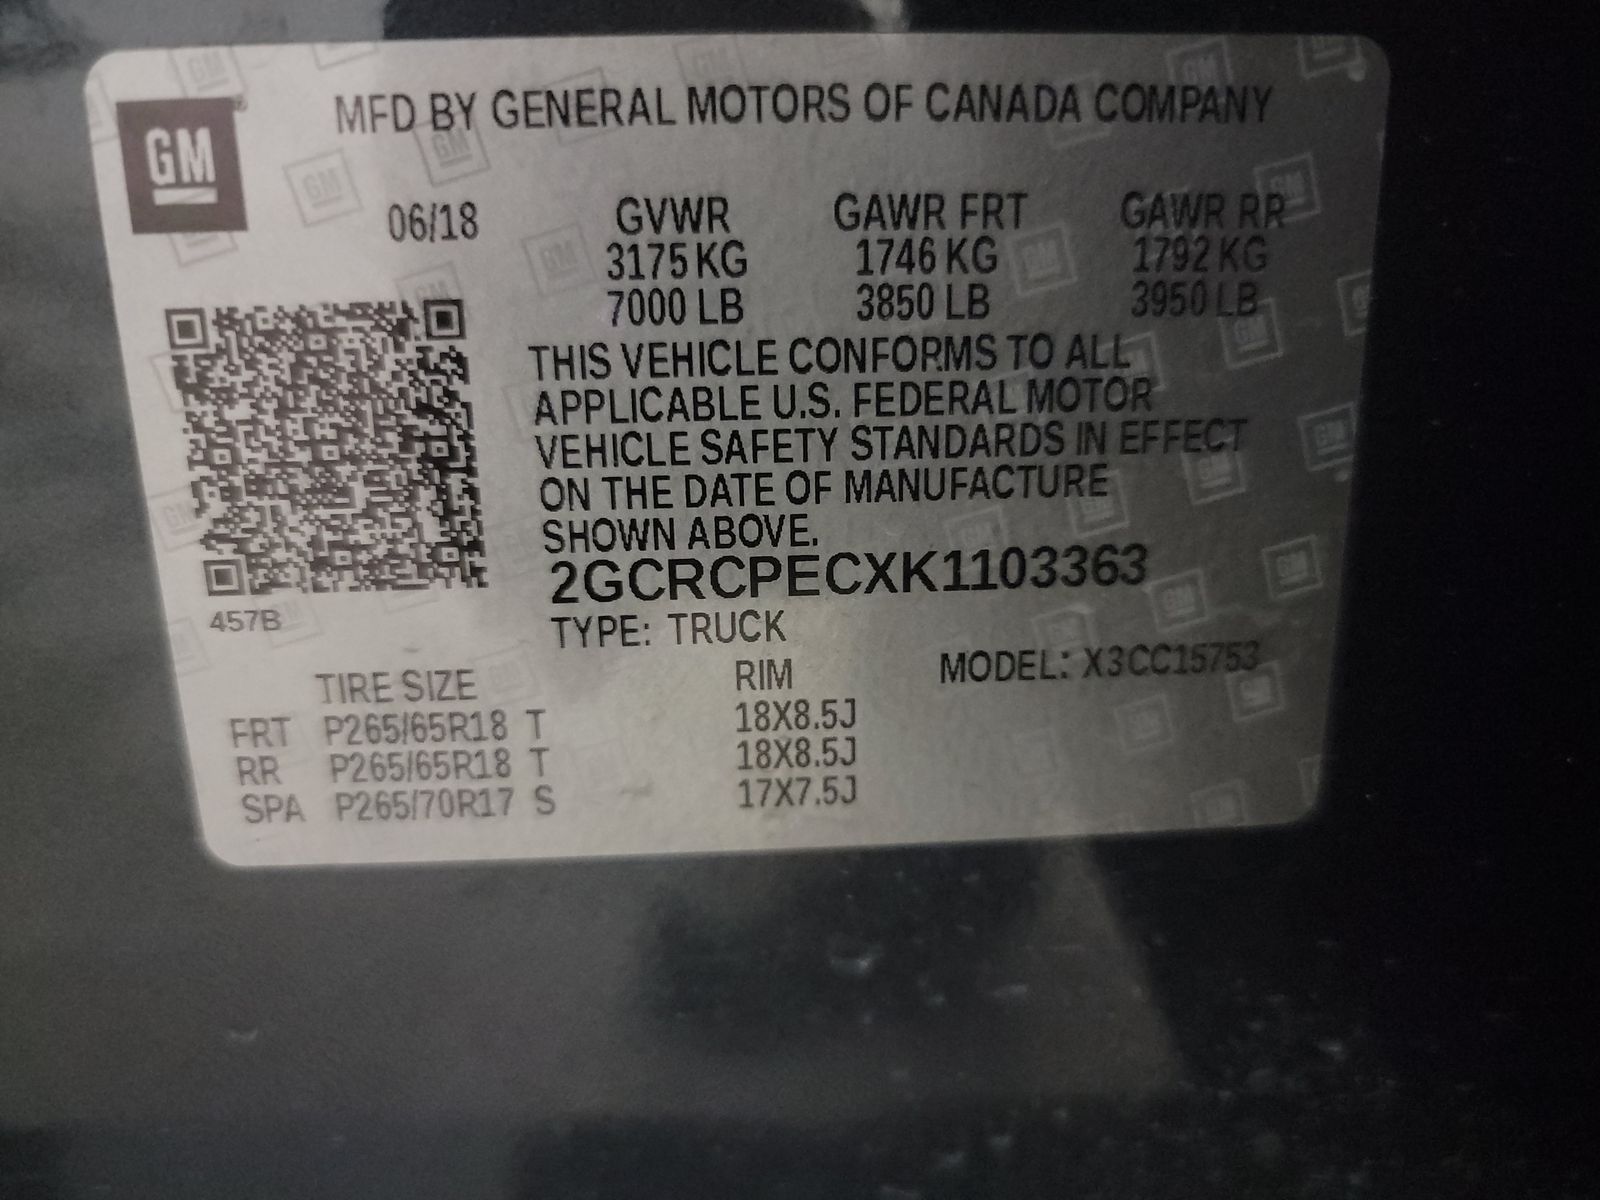 GM
MFD BY GENERAL MOTORS OF CANADA COMPANY
06/18 GVWR GAWR FRT GAWR RR
3175 KG 1746 KG 1792 KG
7000 LB 3850 LB 3950 LB
THIS VEHICLE CONFORMS TO ALL
APPLICABLE U.S. FEDERAL MOTOR
VEHICLE SAFETY STANDARDS IN EFFECT
ON THE DATE OF MANUFACTURE
SHOWN ABOVE.
2GCRCPECXK1103363
457B
TYPE: TRUCK
MODEL: X3CC15753
TIRE SIZE RIM
FRT P265/65R18 T 18X8.5J
RR P265/65R18 T 18X8.5J
SPA P265/70R17 S 17X7.5J